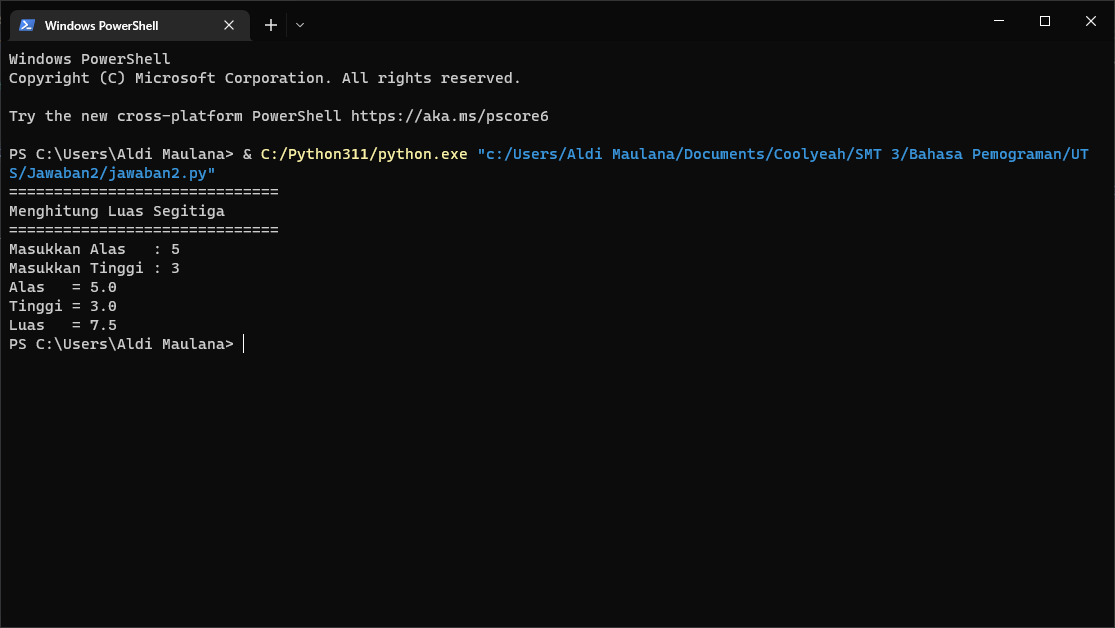 Windows PowerShell
Windows PowerShell
Copyright (C) Microsoft Corporation. All rights reserved.
Try the new cross-platform PowerShell https://aka.ms/pscore6
PS C:\Users\Aldi Maulana> & C:/Python311/python.exe "c:/Users/Aldi Maulana/Documents/Coolyeah/SMT 3/Bahasa Pemograman/UT
S/Jawaban2/jawaban2.py"
==============================
Menghitung Luas Segitiga
==============================
Masukkan Alas   : 5
Masukkan Tinggi : 3
Alas   = 5.0
Tinggi = 3.0
Luas   = 7.5
PS C:\Users\Aldi Maulana>